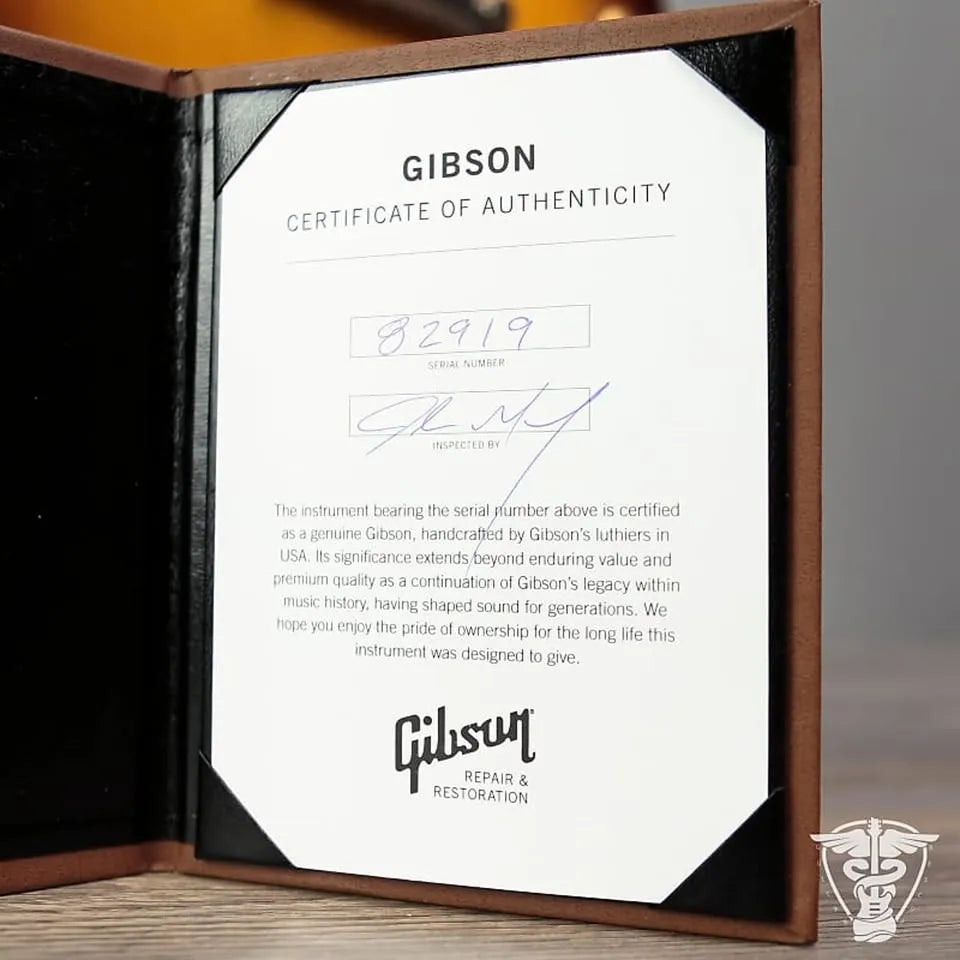 GIBSON
CERTIFICATE OF AUTHENTICITY
82919
SERIAL NUMBER
INSPECTED BY
The instrument bearing the serial number above is certified
as a genuine Gibson, handcrafted by Gibson's luthiers in
USA. Its significance extends beyond enduring value and
premium quality as a continuation of Gibson's legacy within
music history, having shaped sound for generations. We
hope you enjoy the pride of ownership for the long life this
instrument was designed to give.
Gibson
REPAIR &
RESTORATION